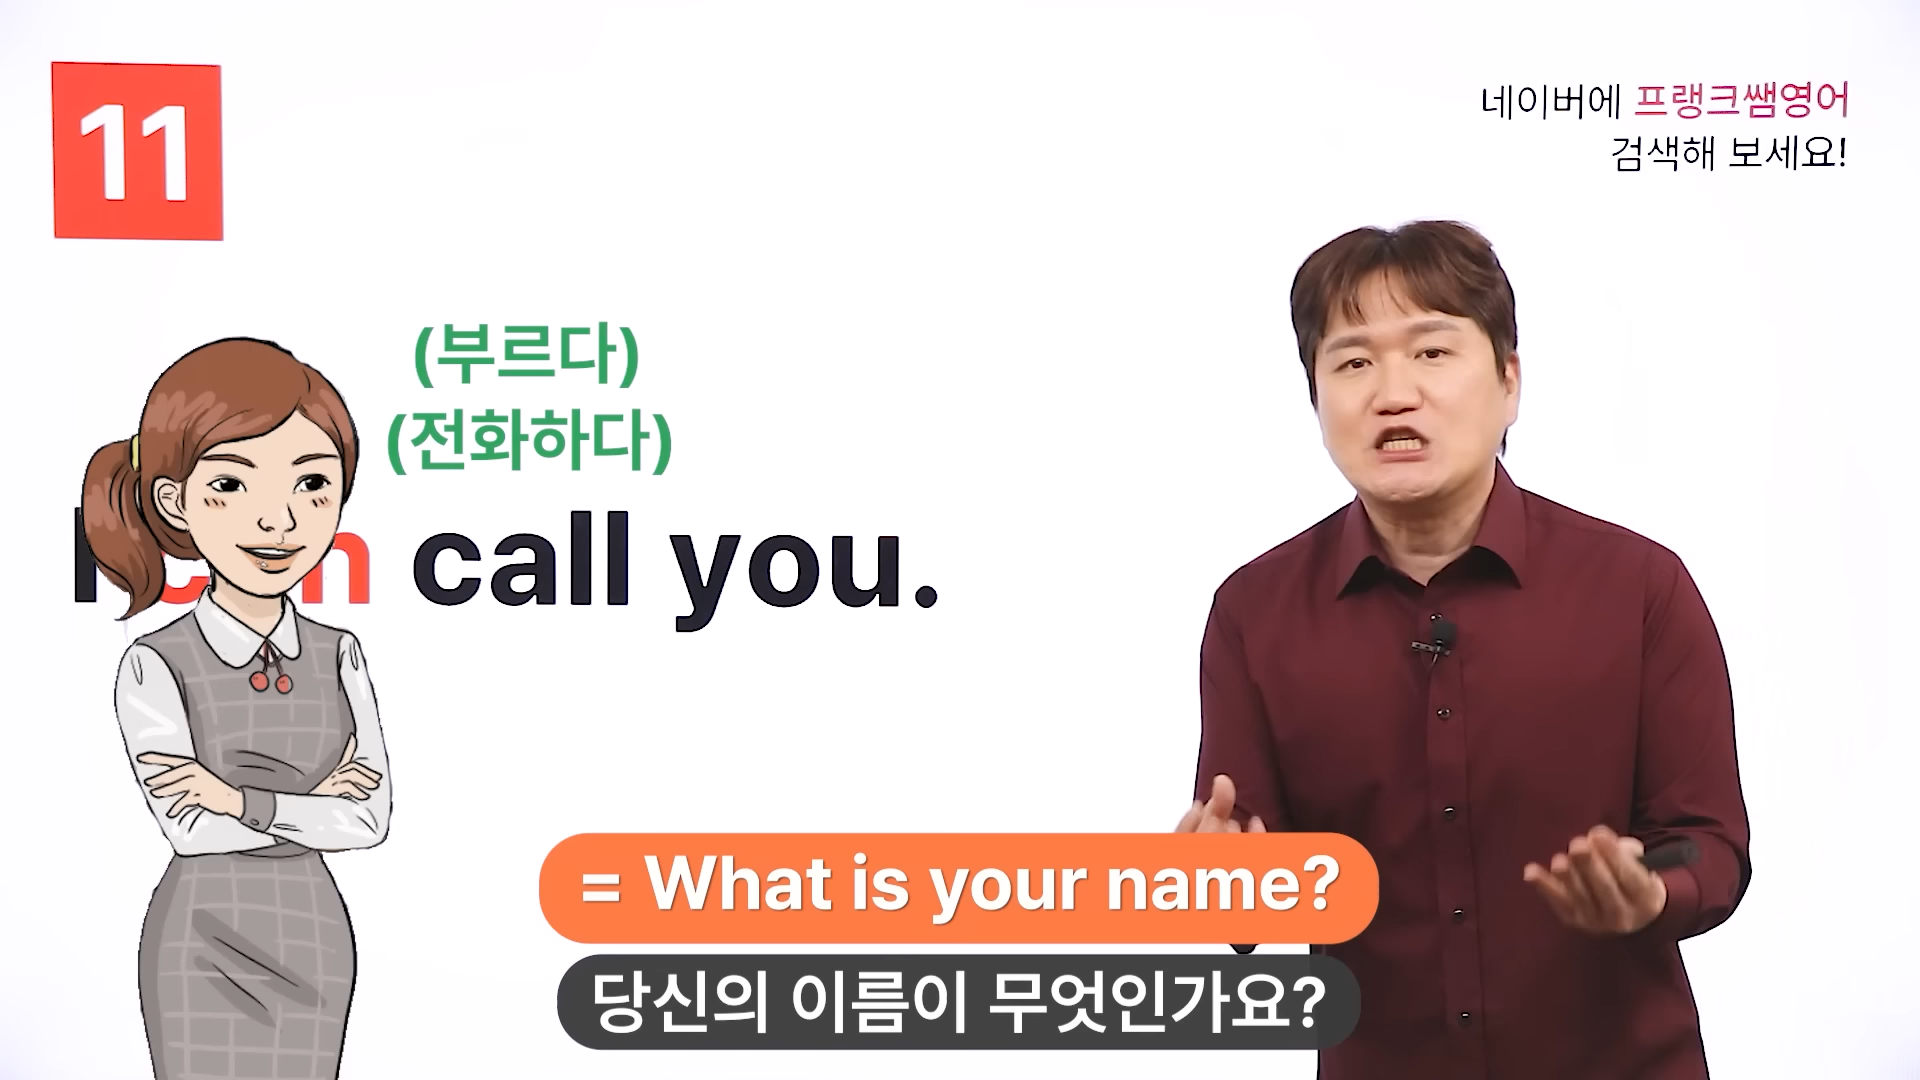 11
네이버에 프랭크쌤영어
검색해 보세요!
(부르다)
(전화하다)
call you.
= What is your name?
당신의 이름이 무엇인가요?